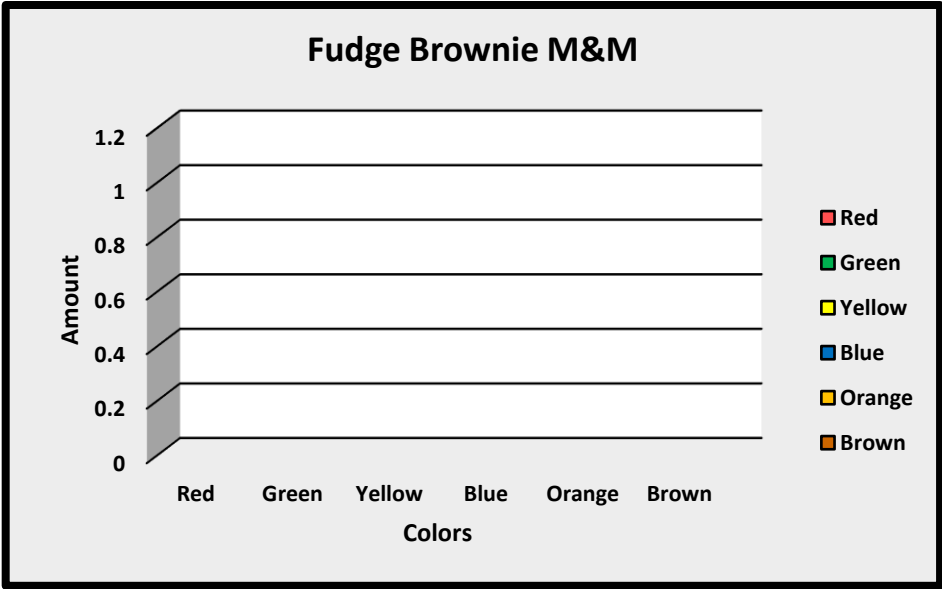 Fudge Brownie M&M
1.2
1
0.8
0.6
0.4
0.2
0
Amount
Red Green Yellow Blue Orange Brown
Colors
Red
Green
Yellow
Blue
Orange
Brown